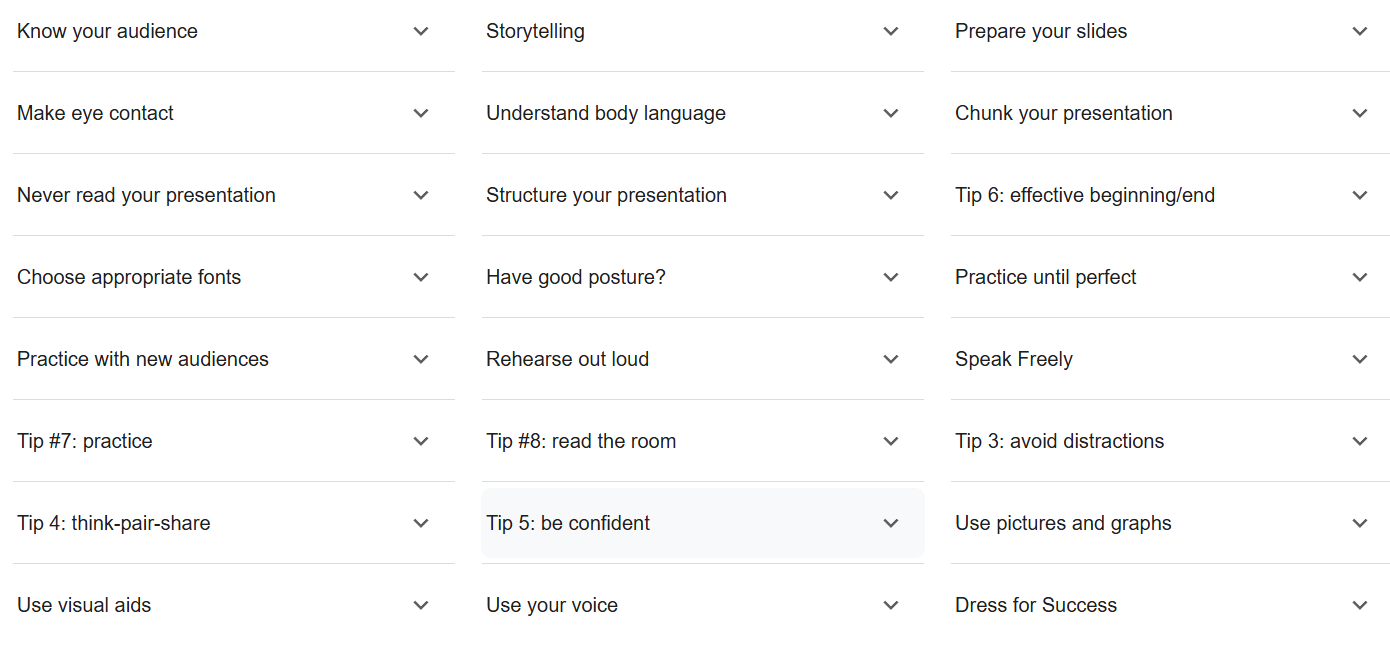 Know your audience
Storytelling
Prepare your slides
Make eye contact
Understand body language
Chunk your presentation
Never read your presentation
Structure your presentation
Tip 6: effective beginning/end
Choose appropriate fonts
Have good posture?
Practice until perfect
Practice with new audiences
Rehearse out loud
Speak Freely
Tip #7: practice
Tip #8: read the room
Tip 3: avoid distractions
Tip 4: think-pair-share
Tip 5: be confident
Use pictures and graphs
Use visual aids
Use your voice
Dress for Success